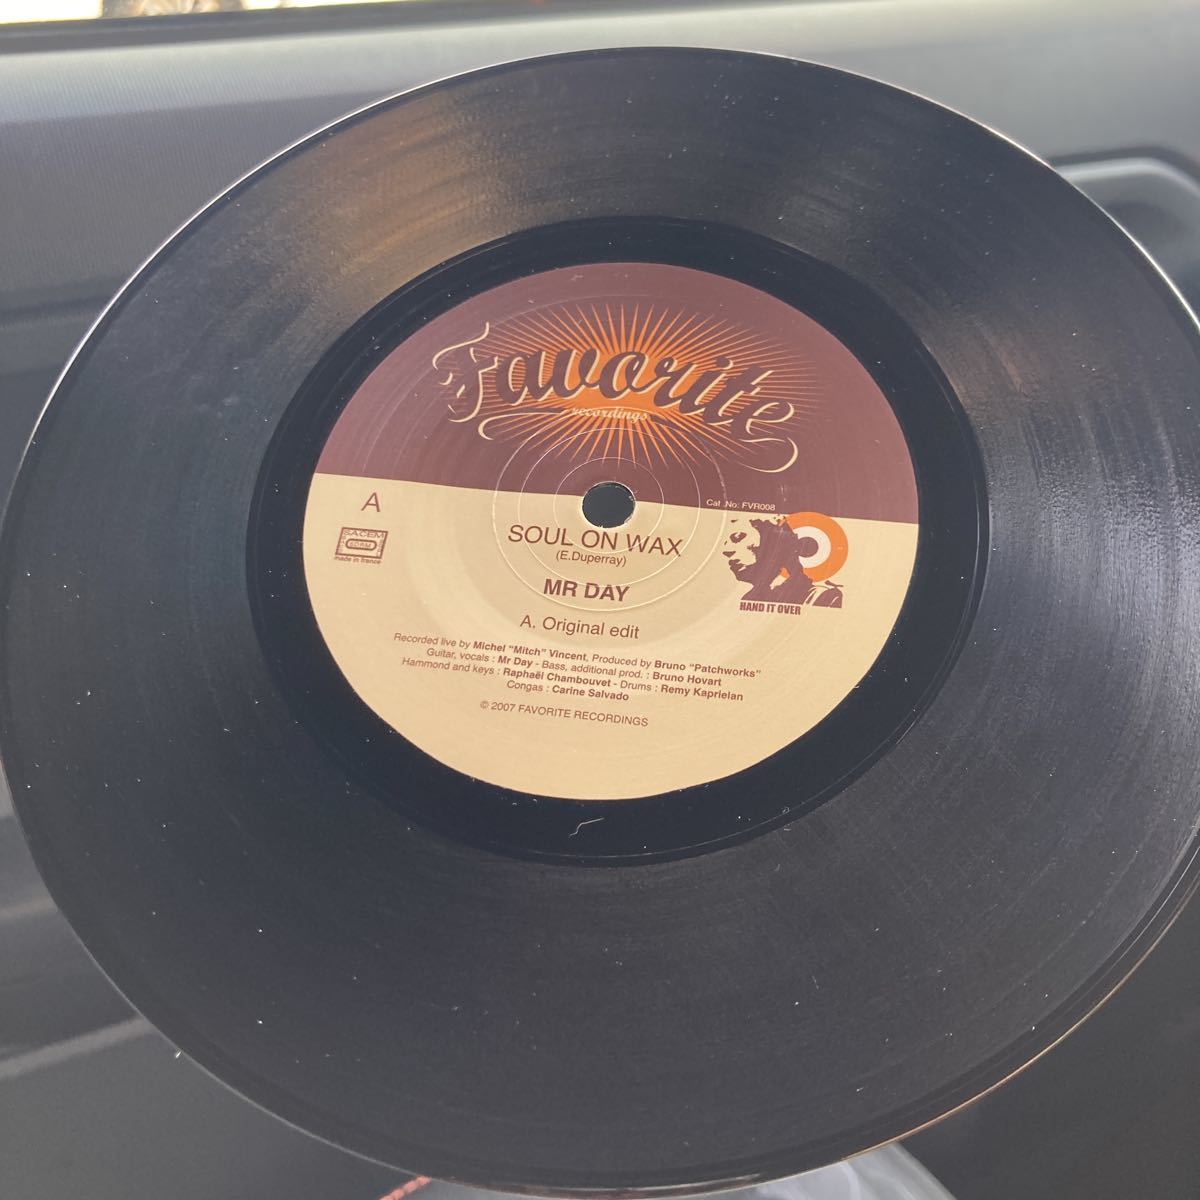 Favorite
recordings
A
Cat .No: FVR008
SACEM
SDRM
made in france
SOUL ON WAX
(E.Duperray)
MR DAY
HAND IT OVER
A. Original edit
Recorded live by Michel "Mitch" Vincent, Produced by Bruno "Patchworks"
Guitar, vocals : Mr Day - Bass, additional prod. : Bruno Hovart
Hammond and keys : Raphaël Chambouvet - Drums : Remy Kaprielan
Congas : Carine Salvado
© 2007 FAVORITE RECORDINGS